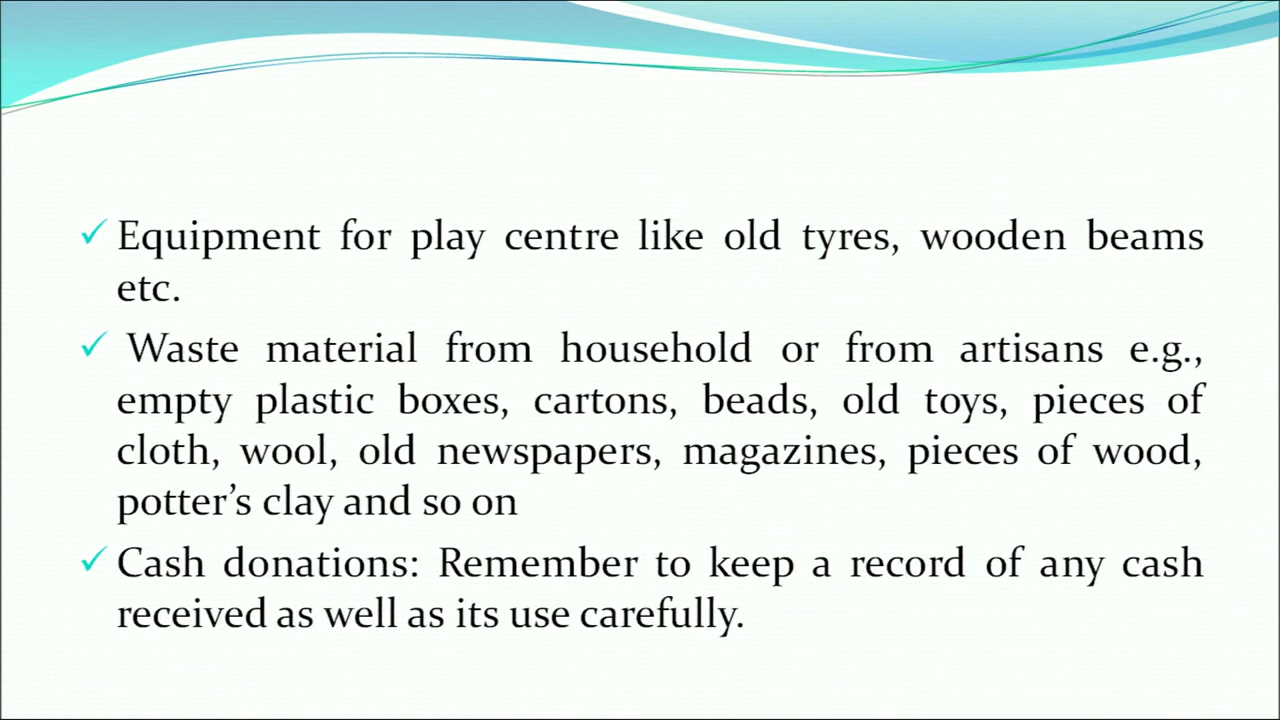 ✓ Equipment for play centre like old tyres, wooden beams
etc.
✓ Waste material from household or from artisans e.g.,
empty plastic boxes, cartons, beads, old toys, pieces of
cloth, wool, old newspapers, magazines, pieces of wood,
potter’s clay and so on
✓ Cash donations: Remember to keep a record of any cash
received as well as its use carefully.